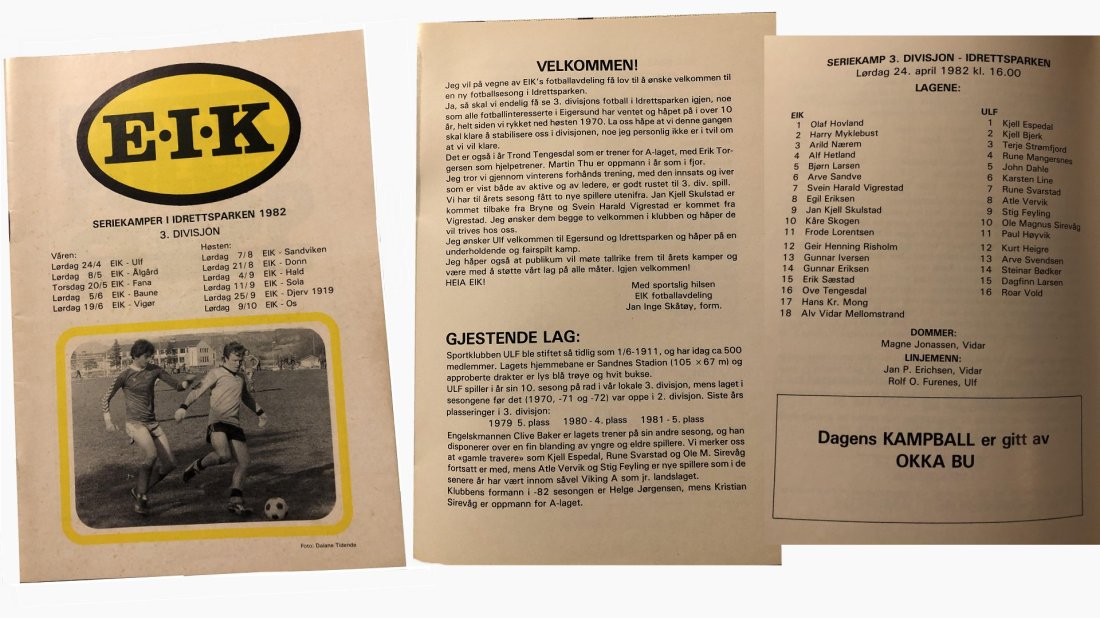 E·I·K
SERIEKAMPER I IDRETTSPARKEN 1982
3. DIVISJON
Våren:
Lørdag 24/4 EIK - Ulf
Lørdag 8/5 EIK - Ålgård
Torsdag 20/5 EIK - Fana
Lørdag 5/6 EIK - Baune
Lørdag 19/6 EIK - Vigør
Høsten:
Lørdag 7/8 EIK - Sandviken
Lørdag 21/8 EIK - Donn
Lørdag 4/9 EIK - Hald
Lørdag 11/9 EIK - Sola
Lørdag 25/9 EIK - Djerv 1919
Lørdag 9/10 EIK - Os
Foto: Dalane Tidende
VELKOMMEN!
Jeg vil på vegne av EIK's fotballavdeling få lov til å ønske velkommen til
en ny fotballsesong i Idrettsparken.
Ja, så skal vi endelig få se 3. divisjons fotball i Idrettsparken igjen, noe
som alle fotballinteresserte i Eigersund har ventet og håpet på i over 10
år, helt siden vi rykket ned høsten 1970. La oss håpe at vi denne gangen
skal klare å stabilisere oss i divisjonen, noe jeg personlig ikke er i tvil om
at vi vil klare.
Det er også i år Trond Tengesdal som er trener for A-laget, med Erik Tor-
gersen som hjelpetrener. Martin Thu er oppmann i år som i fjor.
Jeg tror vi gjennom vinterens forhånds trening, med den innsats og iver
som er vist både av aktive og av ledere, er godt rustet til 3. div. spill.
Vi har til årets sesong fått to nye spillere utenifra. Jan Kjell Skulstad er
kommet tilbake fra Bryne og Svein Harald Vigrestad er kommet fra
Vigrestad. Jeg ønsker dem begge to velkommen i klubben og håper de
vil trives hos oss.
Jeg ønsker Ulf velkommen til Egersund og Idrettsparken og håper på en
underholdende og fairspilt kamp.
Jeg håper også at publikum vil møte tallrike frem til årets kamper og
være med å støtte vårt lag på alle måter. Igjen velkommen!
HEIA EIK!
Med sportslig hilsen
EIK fotballavdeling
Jan Inge Skåtøy, form.
GJESTENDE LAG:
Sportklubben ULF ble stiftet så tidlig som 1/6-1911, og har idag ca 500
medlemmer. Lagets hjemmebane er Sandnes Stadion (105 × 67 m) og
approberte drakter er lys blå trøye og hvit bukse.
ULF spiller i år sin 10. sesong på rad i vår lokale 3. divisjon, mens laget i
sesongene før det (1970, -71 og -72) var oppe i 2. divisjon. Siste års
plasseringer i 3. divisjon:
1979 5. plass 1980 - 4. plass 1981 - 5. plass
Engelskmannen Clive Baker er lagets trener på sin andre sesong, og han
disponerer over en fin blanding av yngre og eldre spillere. Vi merker oss
at «gamle travere» som Kjell Espedal, Rune Svarstad og Ole M. Sirevåg
fortsatt er med, mens Atle Vervik og Stig Feyling er nye spillere som i de
senere år har vært innom såvel Viking A som jr. landslaget.
Klubbens formann i -82 sesongen er Helge Jørgensen, mens Kristian
Sirevåg er oppmann for A-laget.
SERIEKAMP 3. DIVISJON - IDRETTSPARKEN
Lørdag 24. april 1982 kl. 16.00
LAGENE:
EIK
1 Olaf Hovland
2 Harry Myklebust
3 Arild Nærem
4 Alf Hetland
5 Bjørn Larsen
6 Arve Sandve
7 Svein Harald Vigrestad
8 Egil Eriksen
9 Jan Kjell Skulstad
10 Kåre Skogen
11 Frode Lorentsen
12 Geir Henning Risholm
13 Gunnar Iversen
14 Gunnar Eriksen
15 Erik Sæstad
16 Ove Tengesdal
17 Hans Kr. Mong
18 Alv Vidar Mellomstrand
ULF
1 Kjell Espedal
2 Kjell Bjerk
3 Terje Strømfjord
4 Rune Mangersnes
5 John Dahle
6 Karsten Line
7 Rune Svarstad
8 Atle Vervik
9 Stig Feyling
10 Ole Magnus Sirevåg
11 Paul Høyvik
12 Kurt Heigre
13 Arve Svendsen
14 Steinar Bødker
15 Dagfinn Larsen
16 Roar Vold
DOMMER:
Magne Jonassen, Vidar
LINJEMENN:
Jan P. Erichsen, Vidar
Rolf O. Furenes, Ulf
Dagens KAMPBALL er gitt av
OKKA BU